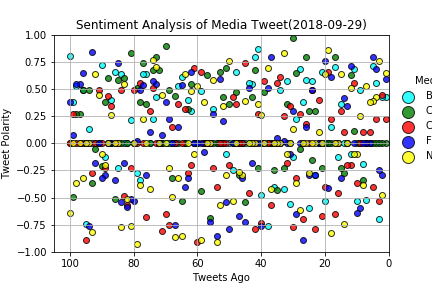 Sentiment Analysis of Media Tweet(2018-09-29)
1.00
0.75
0.50
0.25
0.00
−0.25
−0.50
−0.75
−1.00
Tweet Polarity
100
80
60
40
20
0
Tweets Ago
Med
B
C
C
F
N